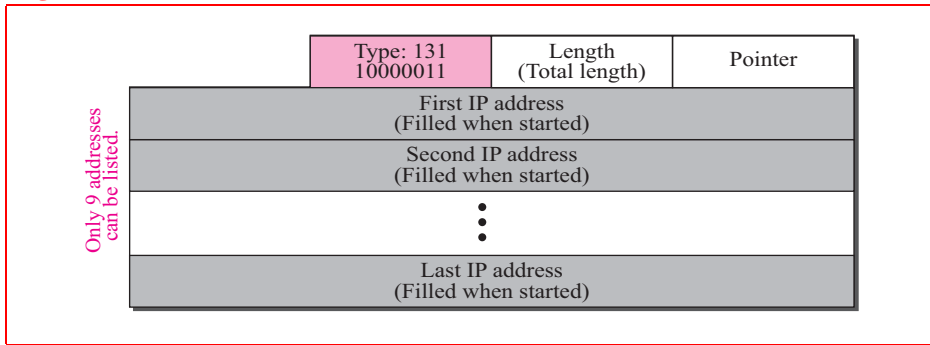 Type: 131
10000011
Length
(Total length)
Pointer
Only 9 addresses
can be listed.
First IP address
(Filled when started)
Second IP address
(Filled when started)
Last IP address
(Filled when started)